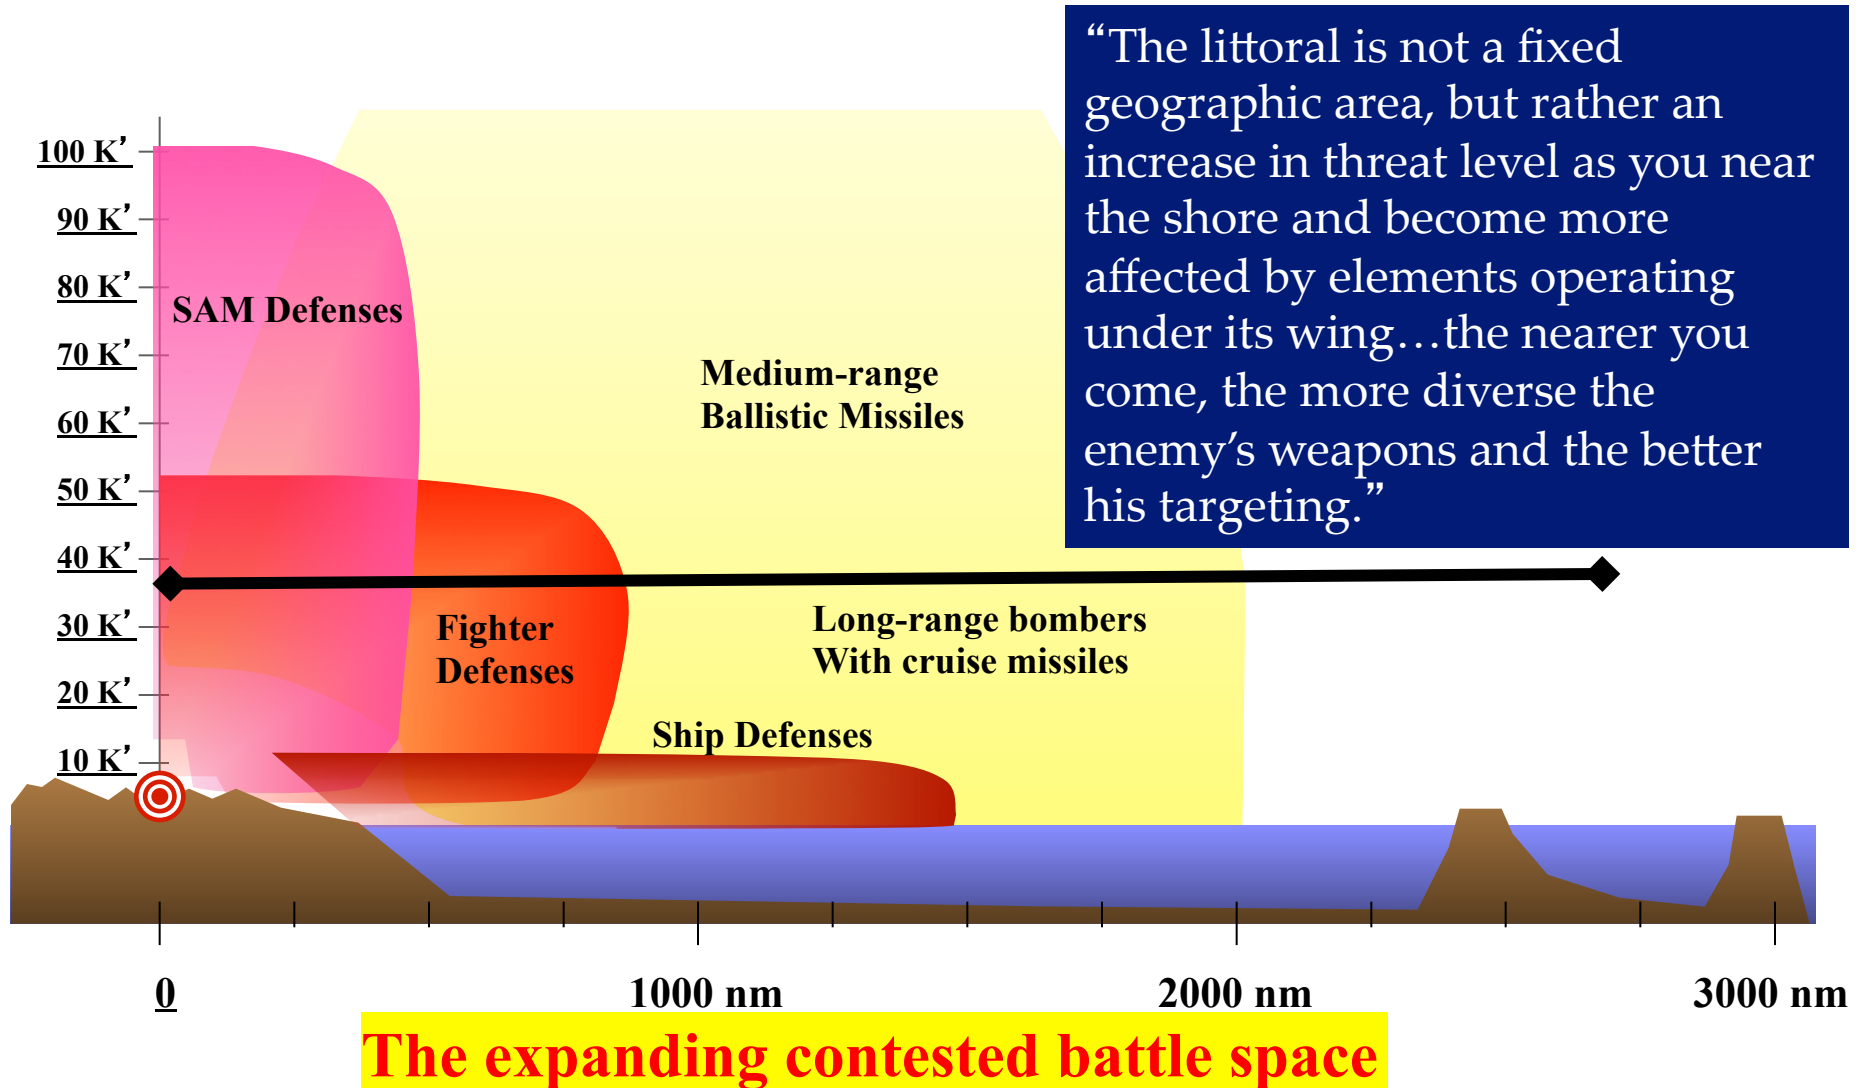 “The littoral is not a fixed
geographic area, but rather an
increase in threat level as you near
the shore and become more
affected by elements operating
under its wing…the nearer you
come, the more diverse the
enemy’s weapons and the better
his targeting.”
100 K’
90 K’
80 K’
70 K’
60 K’
50 K’
40 K’
30 K’
20 K’
10 K’
SAM Defenses
Medium-range
Ballistic Missiles
Fighter
Defenses
Long-range bombers
With cruise missiles
Ship Defenses
0
1000 nm
2000 nm
3000 nm
The expanding contested battle space